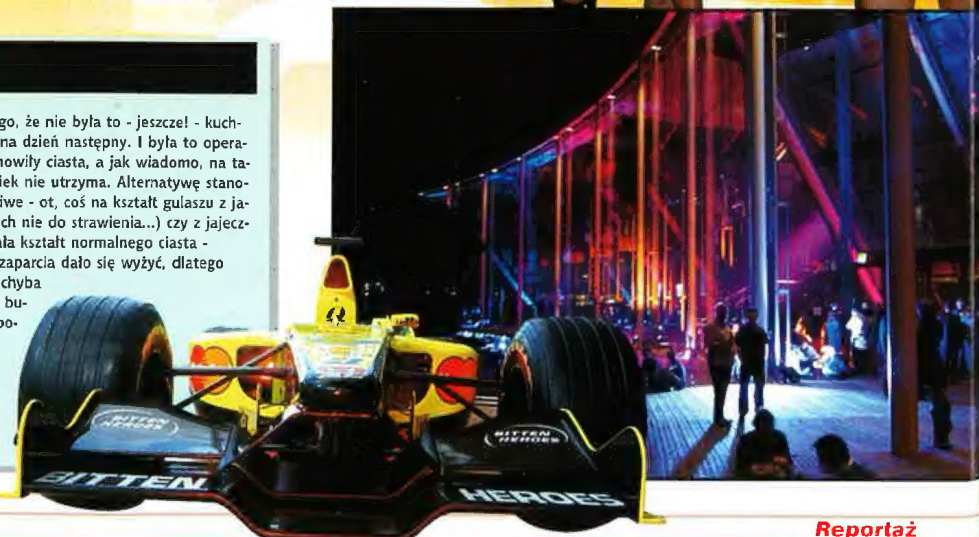 go, że nie była to - jeszcze! - kuch-
na dzień następny. I była to opera-
nowiły ciasta, a jak wiadomo, na ta-
iek nie utrzyma. Alternatywę stano-
iwe - ot, coś na kształt gulaszu z ja-
ch nie do strawienia...) czy z jajecz-
ała kształt normalnego ciasta -
zaparcia dało się wyżyć, dlatego
chyba
bu-
po-
BITTEN HEROES
BITTEN HEROES
BITTEN
HEROES
Reportaż